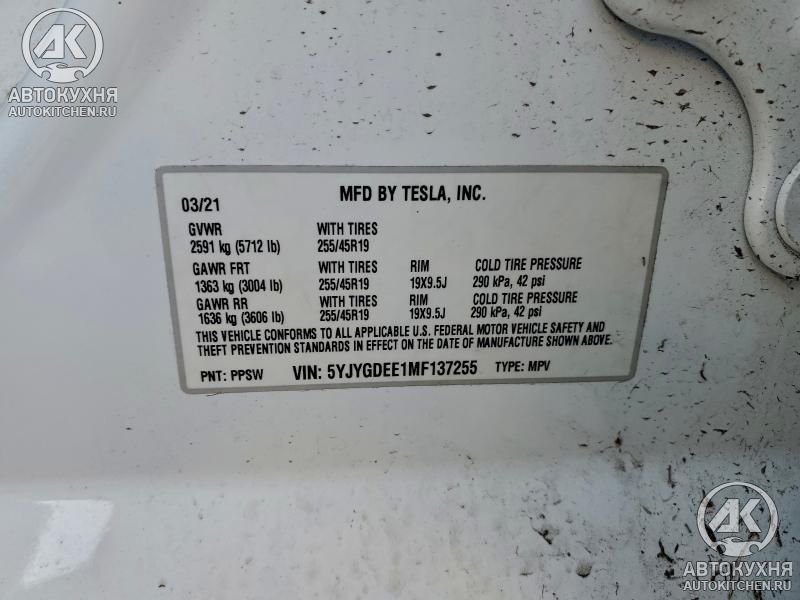 АК
АВТОКУХНЯ
AUTOKITCHEN.RU
03/21 MFD BY TESLA, INC.
GVWR WITH TIRES
2591 kg (5712 lb) 255/45R19
GAWR FRT WITH TIRES RIM COLD TIRE PRESSURE
1363 kg (3004 lb) 255/45R19 19X9.5J 290 kPa, 42 psi
GAWR RR WITH TIRES RIM COLD TIRE PRESSURE
1636 kg (3606 lb) 255/45R19 19X9.5J 290 kPa, 42 psi
THIS VEHICLE CONFORMS TO ALL APPLICABLE U.S. FEDERAL MOTOR VEHICLE SAFETY AND
THEFT PREVENTION STANDARDS IN EFFECT ON THE DATE OF MANUFACTURE SHOWN ABOVE.
PNT: PPSW VIN: 5YJYGDEE1MF137255 TYPE: MPV
АК
АВТОКУХНЯ
AUTOKITCHEN.RU